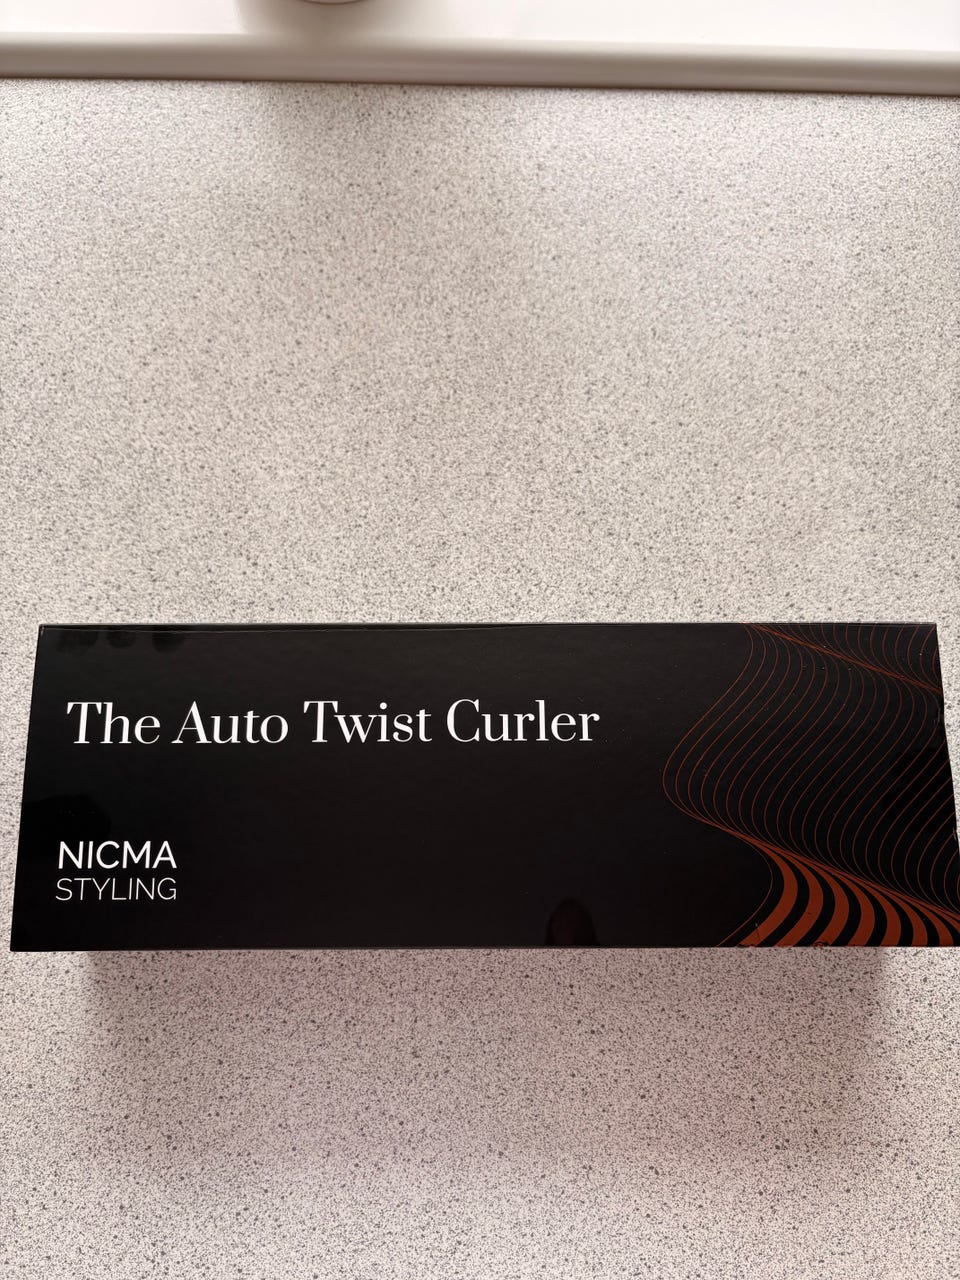 The Auto Twist Curler
NICMA
STYLING